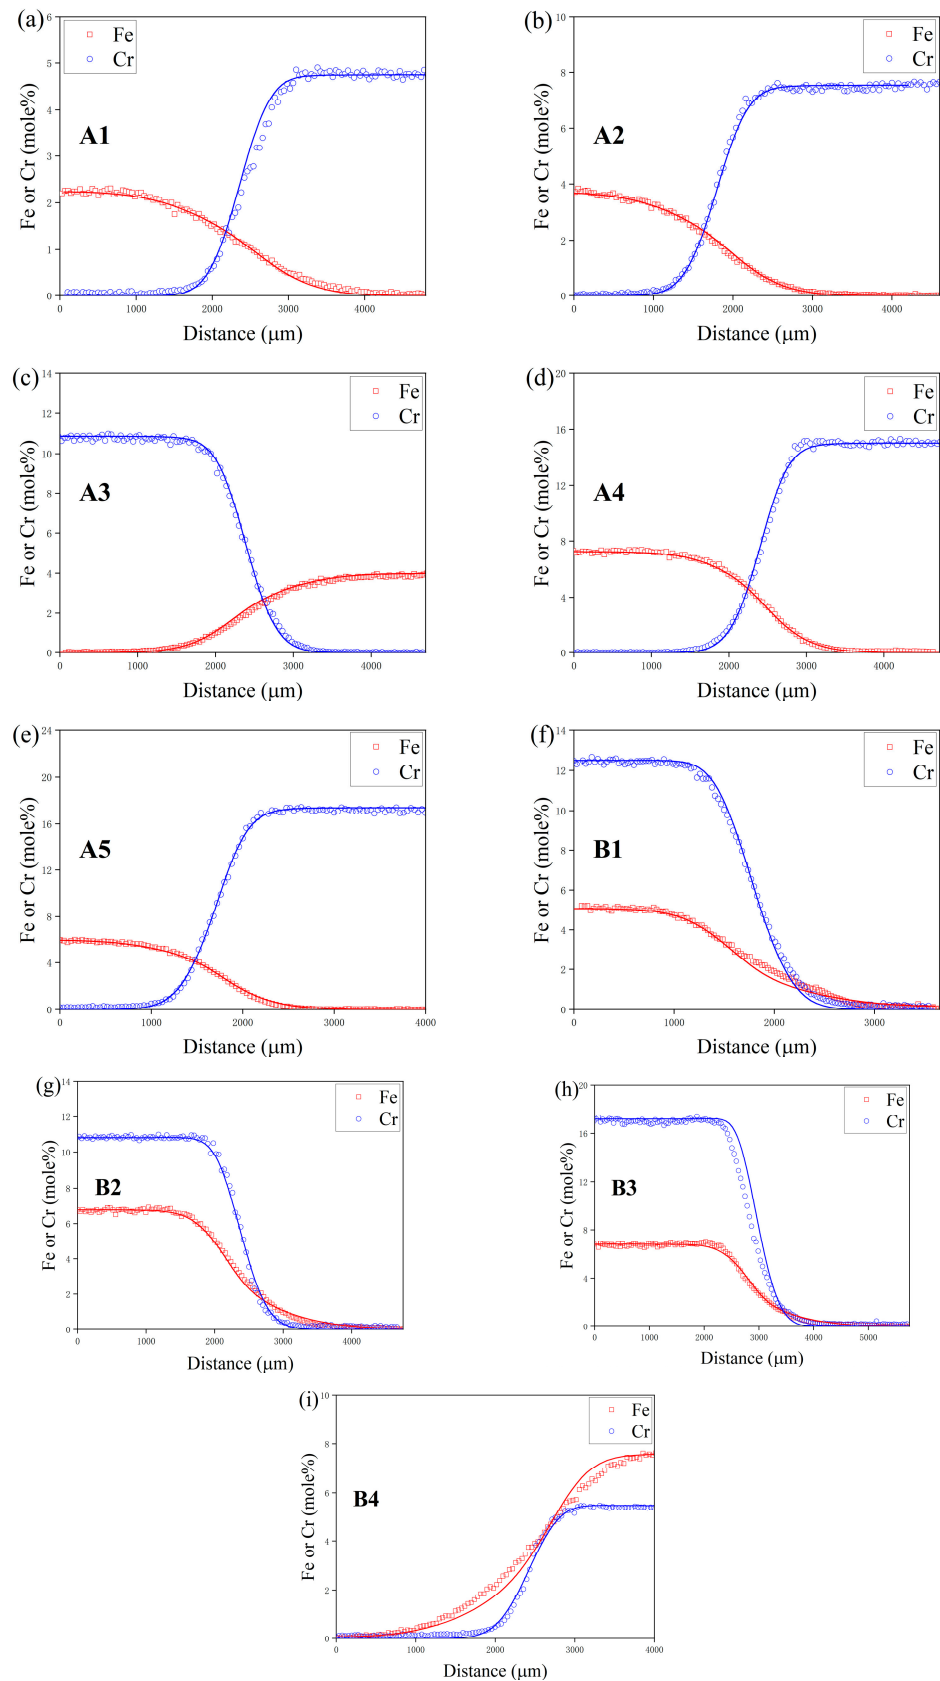 (a)
Fe
Cr
A1
Fe or Cr (mole%)
0 1 2 3 4 5 6
0 1000 2000 3000 4000
Distance (μm)
(b)
Fe
Cr
A2
Fe or Cr (mole%)
0 2 4 6 8 10
0 1000 2000 3000 4000
Distance (μm)
(c)
Fe
Cr
A3
Fe or Cr (mole%)
0 2 4 6 8 10 12 14
0 1000 2000 3000 4000
Distance (μm)
(d)
Fe
Cr
A4
Fe or Cr (mole%)
0 4 8 12 16 20
0 1000 2000 3000 4000
Distance (μm)
(e)
Fe
Cr
A5
Fe or Cr (mole%)
0 4 8 12 16 20 24
0 1000 2000 3000 4000
Distance (μm)
(f)
Fe
Cr
B1
Fe or Cr (mole%)
0 2 4 6 8 10 12 14
0 1000 2000 3000
Distance (μm)
(g)
Fe
Cr
B2
Fe or Cr (mole%)
0 2 4 6 8 10 12 14
0 1000 2000 3000 4000
Distance (μm)
(h)
Fe
Cr
B3
Fe or Cr (mole%)
0 4 8 12 16 20
0 1000 2000 3000 4000 5000
Distance (μm)
(i)
Fe
Cr
B4
Fe or Cr (mole%)
0 2 4 6 8 10
0 1000 2000 3000 4000
Distance (μm)